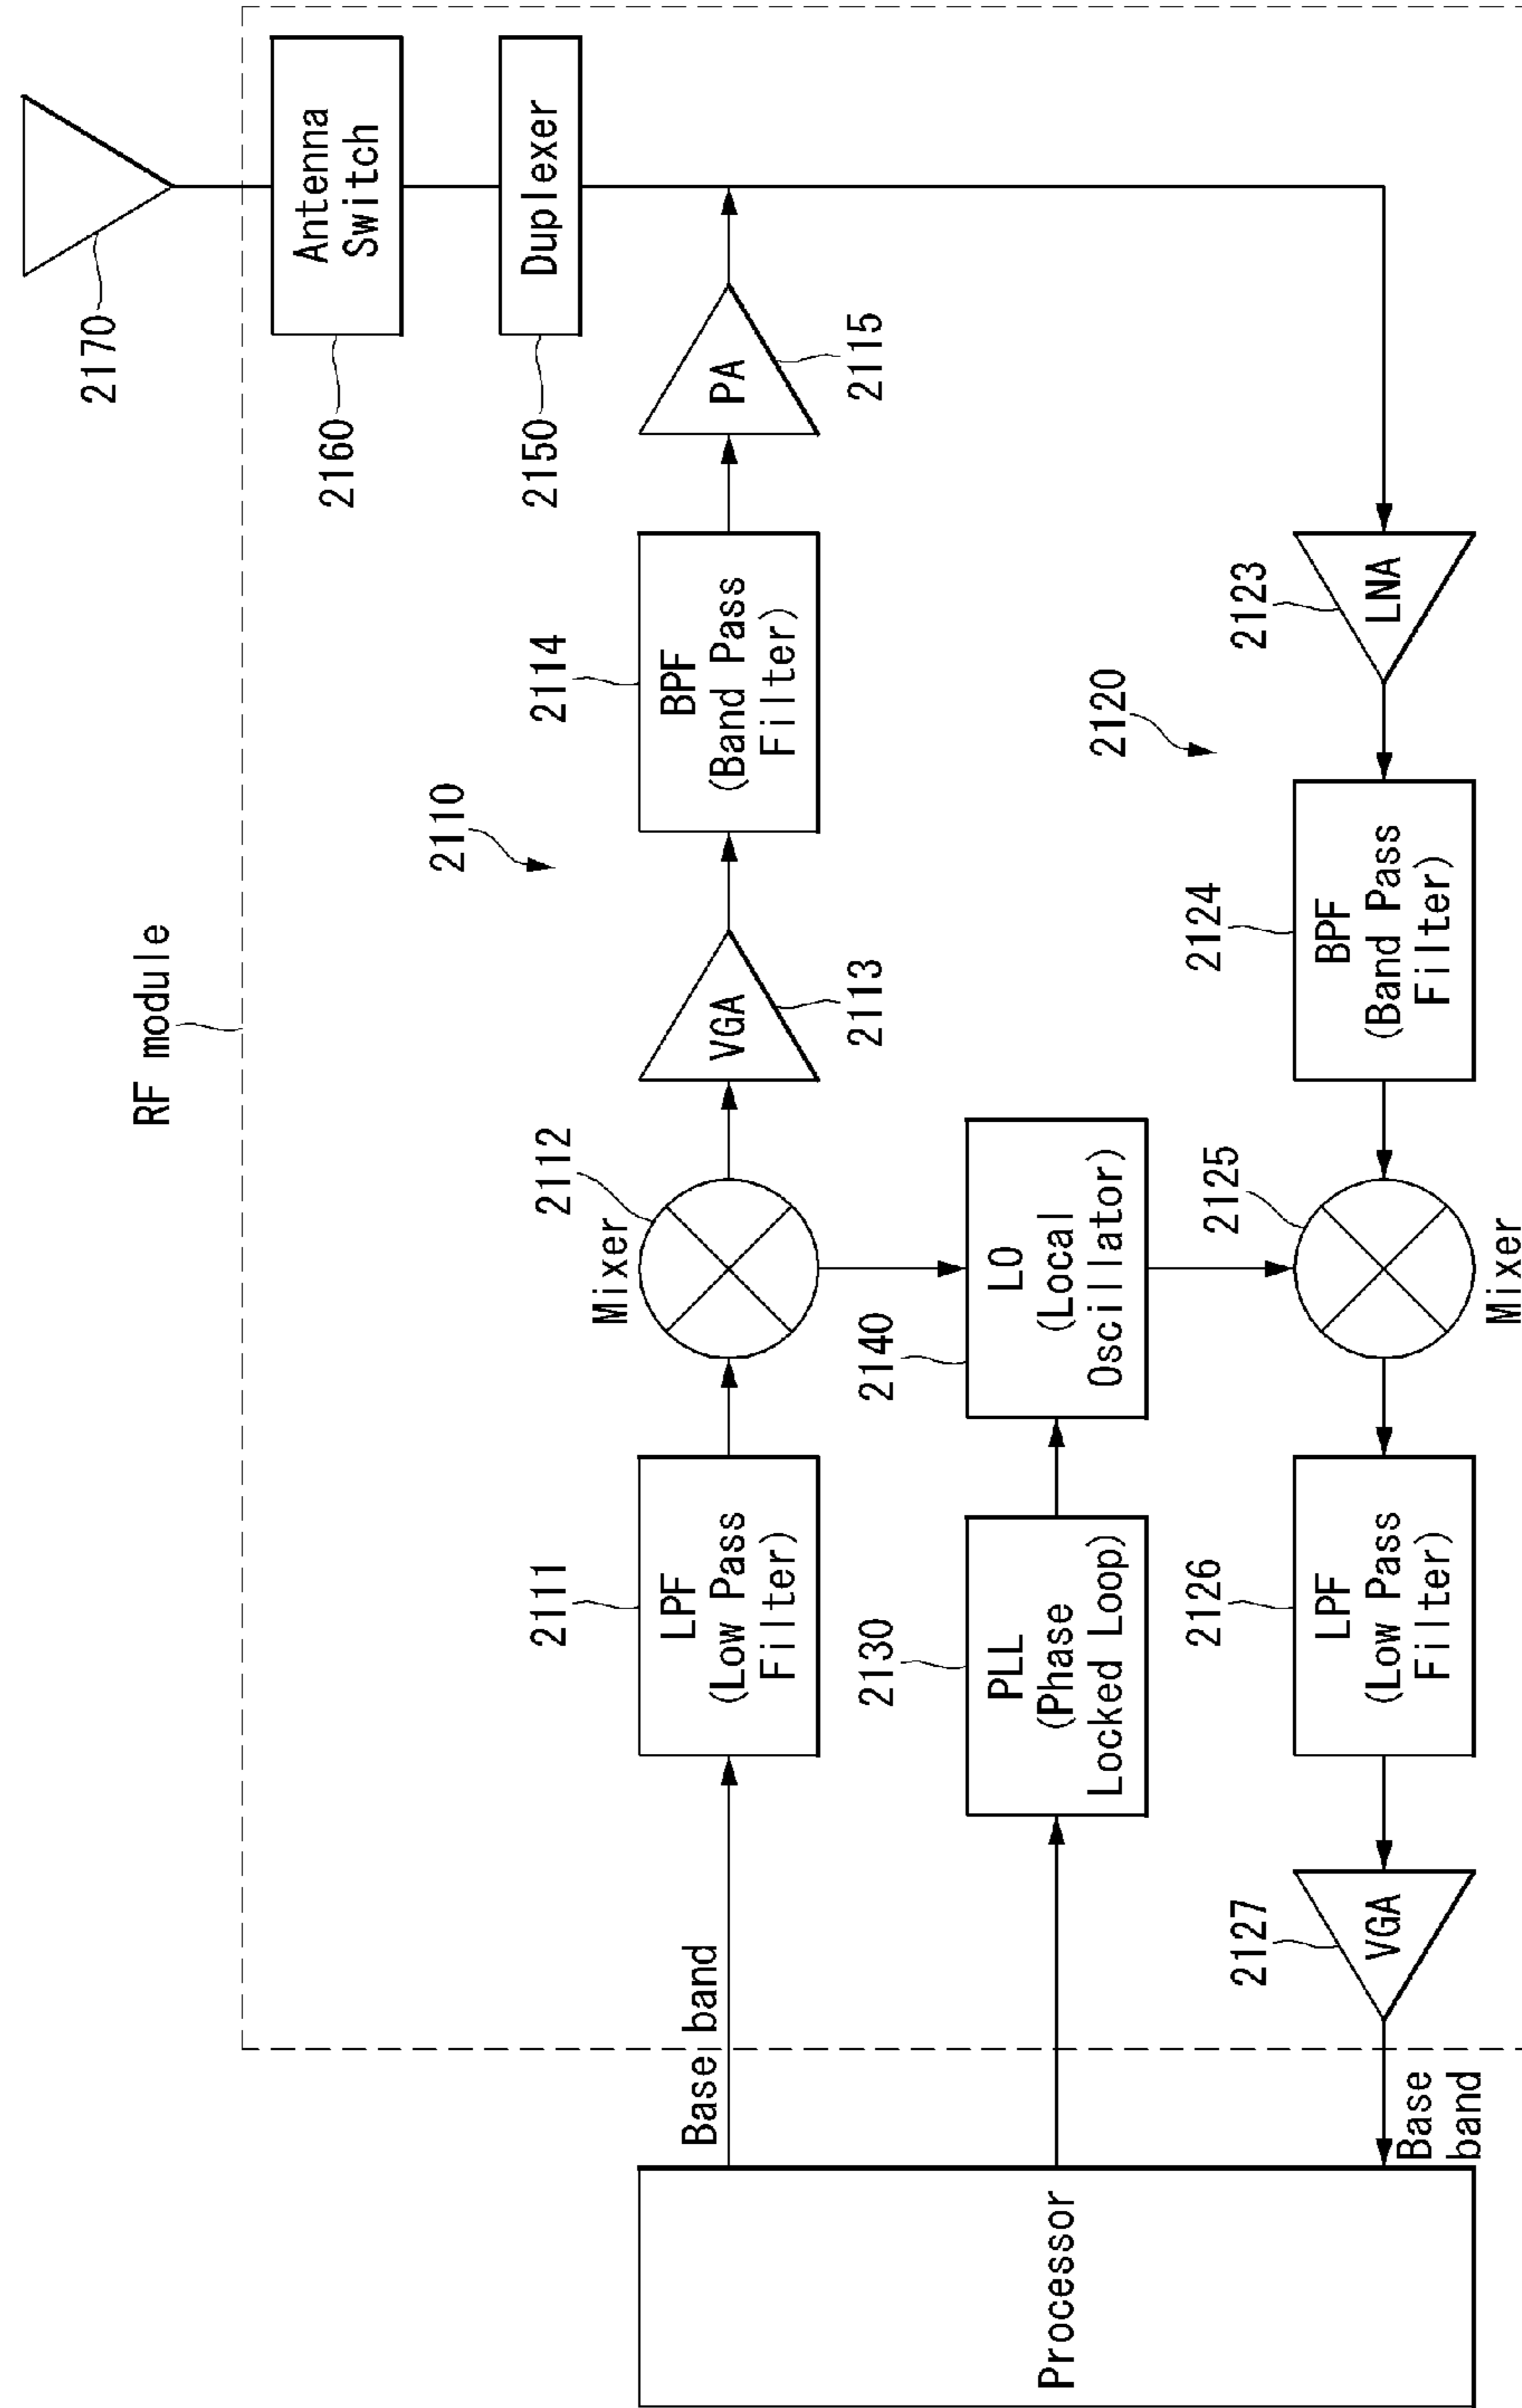 RF module
2170
2160
Antenna
Switch
2150
Duplexer
2110
Base band
2111
LPF
(Low Pass
Filter)
Mixer
2112
VGA
2113
2114
BPF
(Band Pass
Filter)
PA
2115
Processor
2130
PLL
(Phase
Locked Loop)
2140
LO
(Local
Oscillator)
2120
Base
band
2127
VGA
2126
LPF
(Low Pass
Filter)
2125
Mixer
2124
BPF
(Band Pass
Filter)
2123
LNA